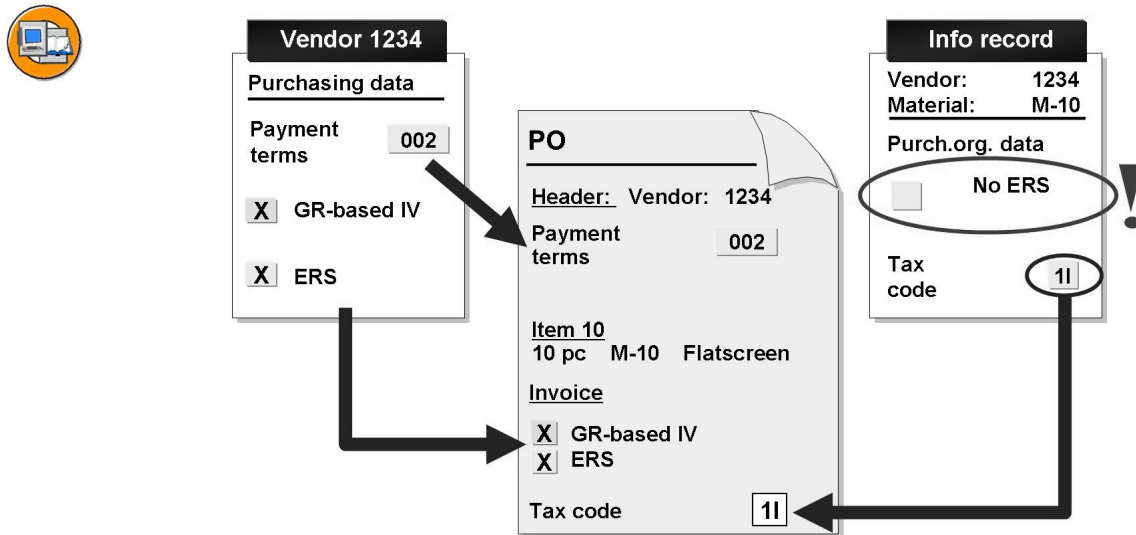 Vendor 1234
Purchasing data
Payment
terms
002
X GR-based IV
X ERS
PO
Header: Vendor: 1234
Payment
terms
002
Item 10
10 pc M-10 Flatscreen
Invoice
X GR-based IV
X ERS
Tax code 1I
Info record
Vendor: 1234
Material: M-10
Purch.org. data
No ERS
!
Tax
code
1I